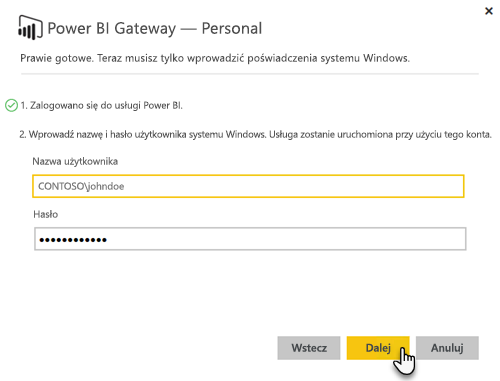 Power BI Gateway — Personal
Prawie gotowe. Teraz musisz tylko wprowadzić poświadczenia systemu Windows.
1. Zalogowano się do usługi Power BI.
2. Wprowadź nazwę i hasło użytkownika systemu Windows. Usługa zostanie uruchomiona przy użyciu tego konta.
Nazwa użytkownika
CONTOSO\johndoe
Hasło
••••••••••••
Wstecz Dalej Anuluj